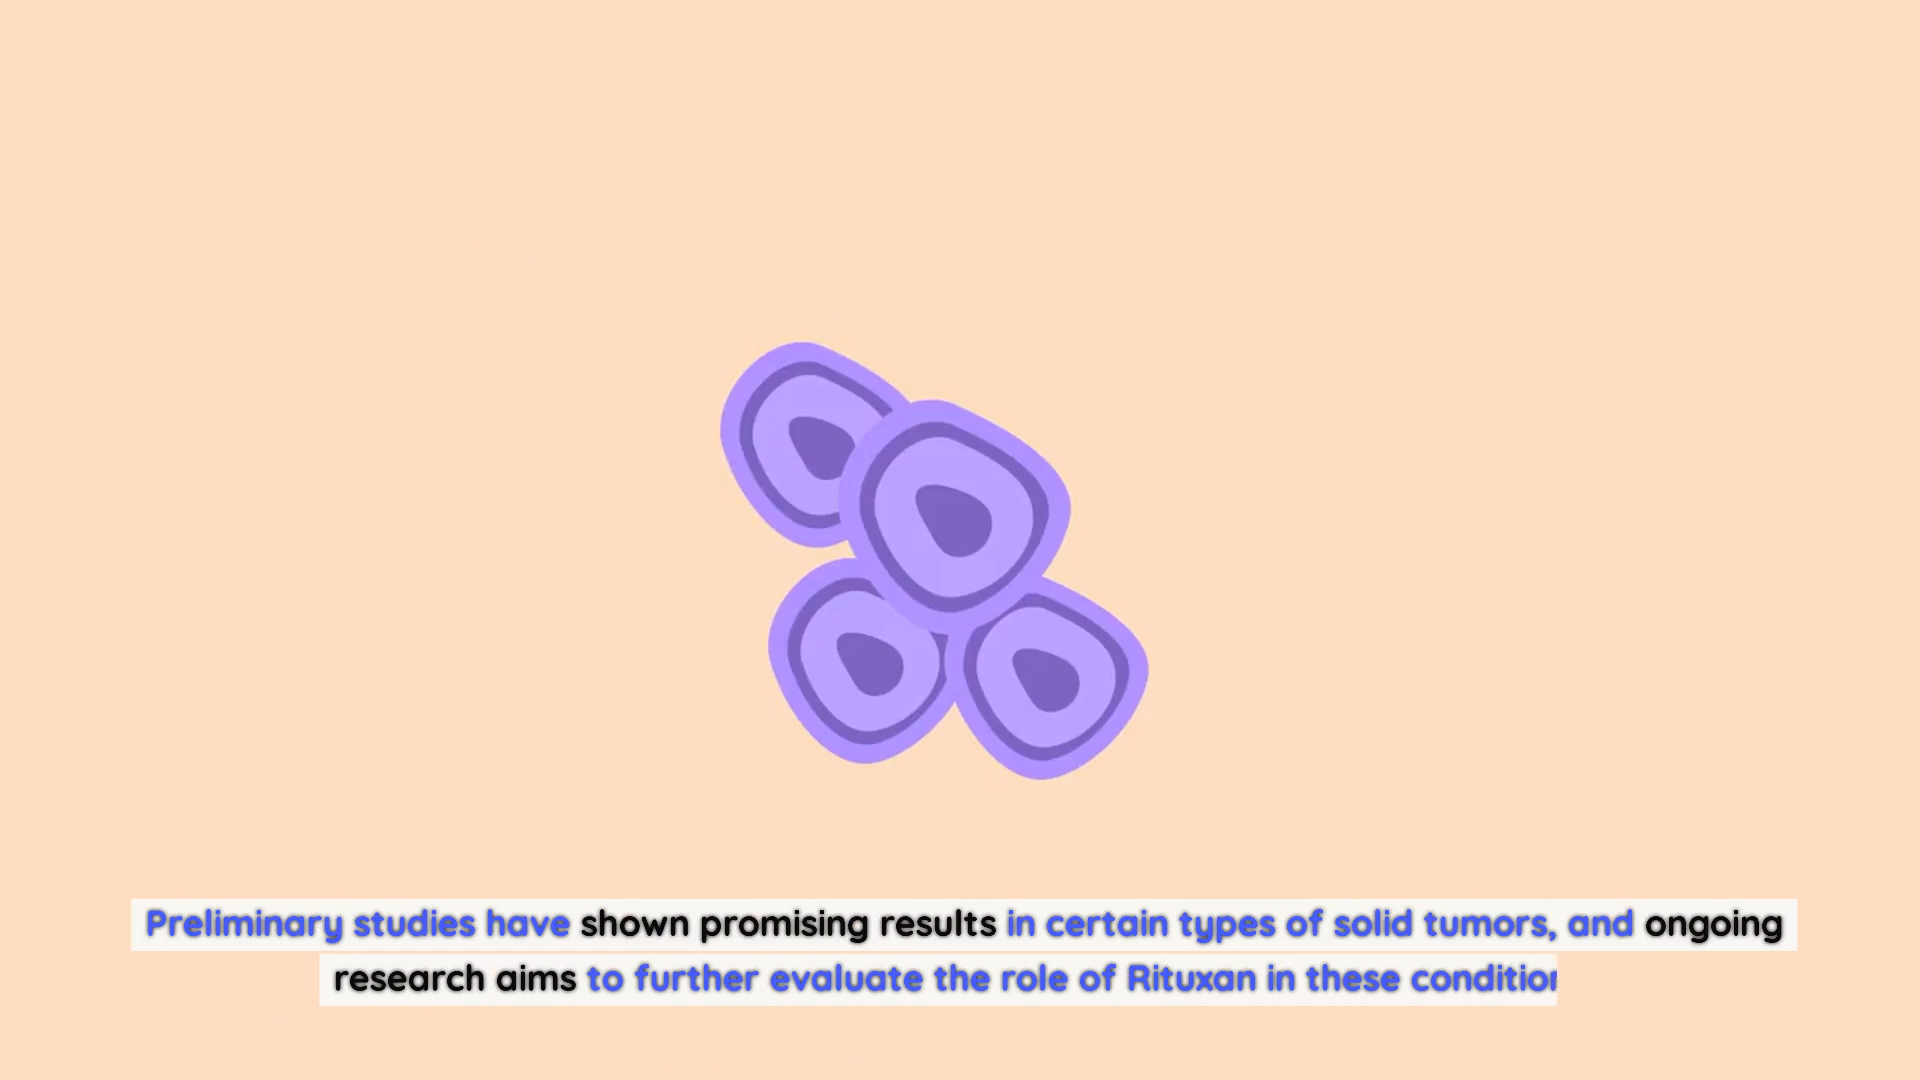 Preliminary studies have shown promising results in certain types of solid tumors, and ongoing
research aims to further evaluate the role of Rituxan in these condition